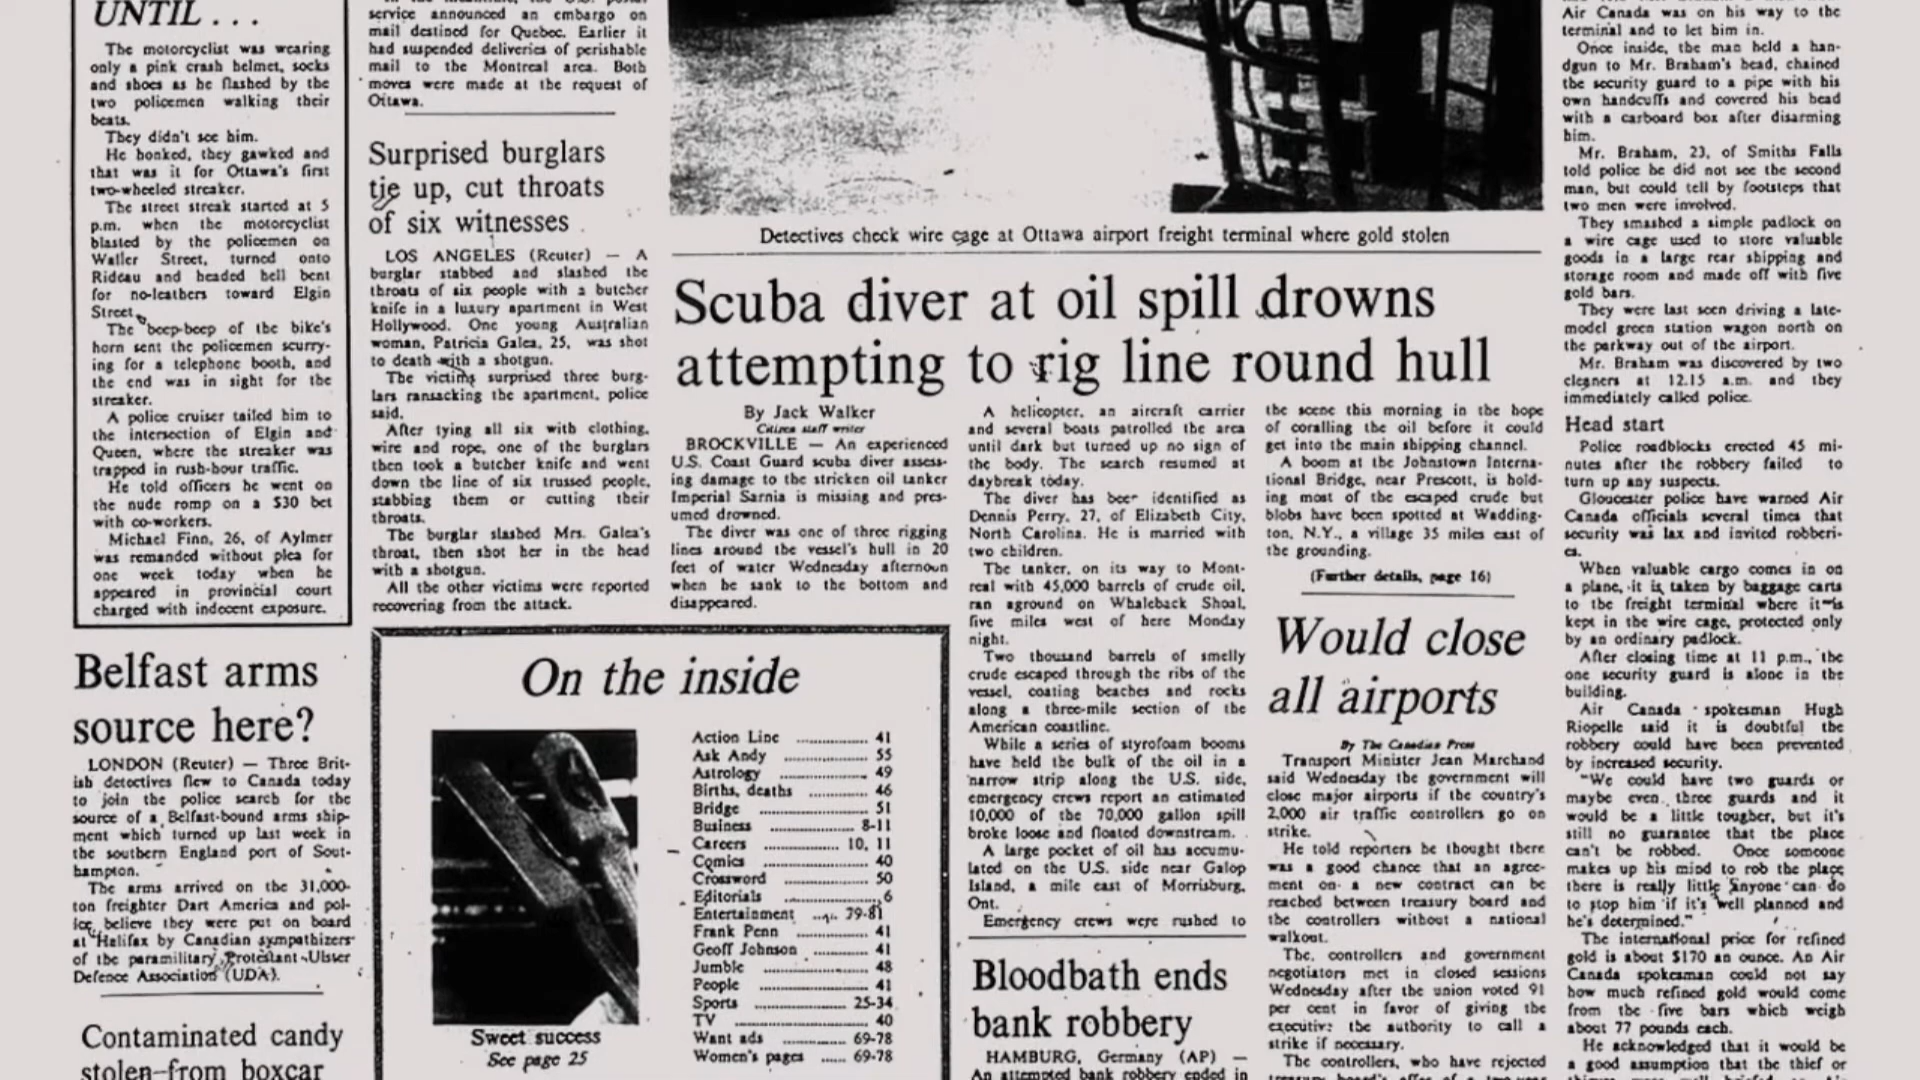 UNTIL . . .
The motorcyclist was wearing
only a pink crash helmet, socks
and shoes as he flashed by the
two policemen walking their
beats.
They didn't see him.
He honked, they gawked and
that was it for Ottawa's first
two-wheeled streaker.
The street streak started at 5
p.m. when the motorcyclist
blasted by the policemen on
Waller Street, turned onto
Rideau and headed hell bent
for no-leathers toward Elgin
Street.
The beep-beep of the bike's
horn sent the policemen scurry-
ing for a telephone booth, and
the end was in sight for the
streaker.
A police cruiser tailed him to
the intersection of Elgin and
Queen, where the streaker was
trapped in rush-hour traffic.
He told officers he went on
the nude romp on a $30 bet
with co-workers.
Michael Finn, 26, of Aylmer
was remanded without plea for
one week today when he
appeared in provincial court
charged with indecent exposure.
Belfast arms
source here?
LONDON (Reuter) — Three Brit-
ish detectives flew to Canada today
to join the police search for the
source of a Belfast-bound arms ship-
ment which turned up last week in
the southern England port of Sout-
hampton.
The arms arrived on the 31,000-
ton freighter Dart America and pol-
ice believe they were put on board
at Halifax by Canadian sympathizers
of the paramilitary Protestant Ulster
Defence Association (UDA).
Contaminated candy
stolen—from boxcar
service announced an embargo on
mail destined for Quebec. Earlier it
had suspended deliveries of perishable
mail to the Montreal area. Both
moves were made at the request of
Ottawa.
Surprised burglars
tie up, cut throats
of six witnesses
LOS ANGELES (Reuter) — A
burglar stabbed and slashed the
throats of six people with a butcher
knife in a luxury apartment in West
Hollywood. One young Australian
woman, Patricia Galea, 25, was shot
to death with a shotgun.
The victims surprised three burg-
lars ransacking the apartment, police
said.
After tying all six with clothing,
wire and rope, one of the burglars
then took a butcher knife and went
down the line of six trussed people,
stabbing them or cutting their
throats.
The burglar slashed Mrs. Galea's
throat, then shot her in the head
with a shotgun.
All the other victims were reported
recovering from the attack.
On the inside
Sweet success
See page 25
Action Line ........ 41
Ask Andy ........ 55
Astrology ........ 49
Births, deaths ........ 46
Bridge ........ 51
Business ........ 8-11
Careers ........ 10, 11
Comics ........ 40
Crossword ........ 50
Editorials ........ 6
Entertainment ........ 79-81
Frank Penn ........ 41
Geoff Johnson ........ 41
Jumble ........ 48
People ........ 41
Sports ........ 25-34
TV ........ 40
Want ads ........ 69-78
Women's pages ........ 69-78
Detectives check wire cage at Ottawa airport freight terminal where gold stolen
Scuba diver at oil spill drowns
attempting to rig line round hull
By Jack Walker
Citizen staff writer
BROCKVILLE — An experienced
U.S. Coast Guard scuba diver assess-
ing damage to the stricken oil tanker
Imperial Sarnia is missing and pres-
umed drowned.
The diver was one of three rigging
lines around the vessel's hull in 20
feet of water Wednesday afternoon
when he sank to the bottom and
disappeared.
A helicopter, an aircraft carrier
and several boats patrolled the area
until dark but turned up no sign of
the body. The search resumed at
daybreak today.
The diver has been identified as
Dennis Perry, 27, of Elizabeth City,
North Carolina. He is married with
two children.
The tanker, on its way to Mont-
real with 45,000 barrels of crude oil,
ran aground on Whaleback Shoal,
five miles west of here Monday
night.
Two thousand barrels of smelly
crude escaped through the ribs of the
vessel, coating beaches and rocks
along a three-mile section of the
American coastline.
While a series of styrofoam booms
have held the bulk of the oil in a
narrow strip along the U.S. side,
emergency crews report an estimated
10,000 of the 70,000 gallon spill
broke loose and floated downstream.
A large pocket of oil has accumu-
lated on the U.S. side near Galop
Island, a mile east of Morrisburg,
Ont.
Emergency crews were rushed to
the scene this morning in the hope
of coralling the oil before it could
get into the main shipping channel.
A boom at the Johnstown Interna-
tional Bridge, near Prescott, is hold-
ing most of the escaped crude but
blobs have been spotted at Wadding-
ton, N.Y., a village 35 miles east of
the grounding.
(Further details, page 16)
Bloodbath ends
bank robbery
HAMBURG, Germany (AP) —
An attempted bank robbery ended in
Would close
all airports
By The Canadian Press
Transport Minister Jean Marchand
said Wednesday the government will
close major airports if the country's
2,000 air traffic controllers go on
strike.
He told reporters he thought there
was a good chance that an agree-
ment on a new contract can be
reached between treasury board and
the controllers without a national
walkout.
The controllers and government
negotiators met in closed sessions
Wednesday after the union voted 91
per cent in favor of giving the
executive the authority to call a
strike if necessary.
The controllers, who have rejected
Air Canada was on his way to the
terminal and to let him in.
Once inside, the man held a han-
dgun to Mr. Braham's head, chained
the security guard to a pipe with his
own handcuffs and covered his head
with a carboard box after disarming
him.
Mr. Braham, 23, of Smiths Falls
told police he did not see the second
man, but could tell by footsteps that
two men were involved.
They smashed a simple padlock on
a wire cage used to store valuable
goods in a large rear shipping and
storage room and made off with five
gold bars.
They were last seen driving a late-
model green station wagon north on
the parkway out of the airport.
Mr. Braham was discovered by two
cleaners at 12.15 a.m. and they
immediately called police.
Head start
Police roadblocks erected 45 mi-
nutes after the robbery failed to
turn up any suspects.
Gloucester police have warned Air
Canada officials several times that
security was lax and invited robberi-
es.
When valuable cargo comes in on
a plane, it is taken by baggage carts
to the freight terminal where it is
kept in the wire cage, protected only
by an ordinary padlock.
After closing time at 11 p.m., the
one security guard is alone in the
building.
Air Canada spokesman Hugh
Riopelle said it is doubtful the
robbery could have been prevented
by increased security.
"We could have two guards or
maybe even three guards and it
would be a little tougher, but it's
still no guarantee that the place
can't be robbed. Once someone
makes up his mind to rob the place
there is really little anyone can do
to stop him if it's well planned and
he's determined."
The international price for refined
gold is about $170 an ounce. An Air
Canada spokesman could not say
how much refined gold would come
from the five bars which weigh
about 77 pounds each.
He acknowledged that it would be
a good assumption that the thief or